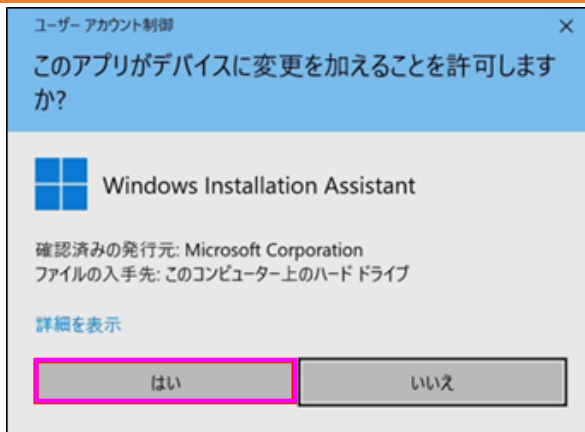 ユーザー アカウント制御
このアプリがデバイスに変更を加えることを許可します
か?
Windows Installation Assistant
確認済みの発行元: Microsoft Corporation
ファイルの入手先: このコンピューター上のハード ドライブ
詳細を表示
はい
いいえ